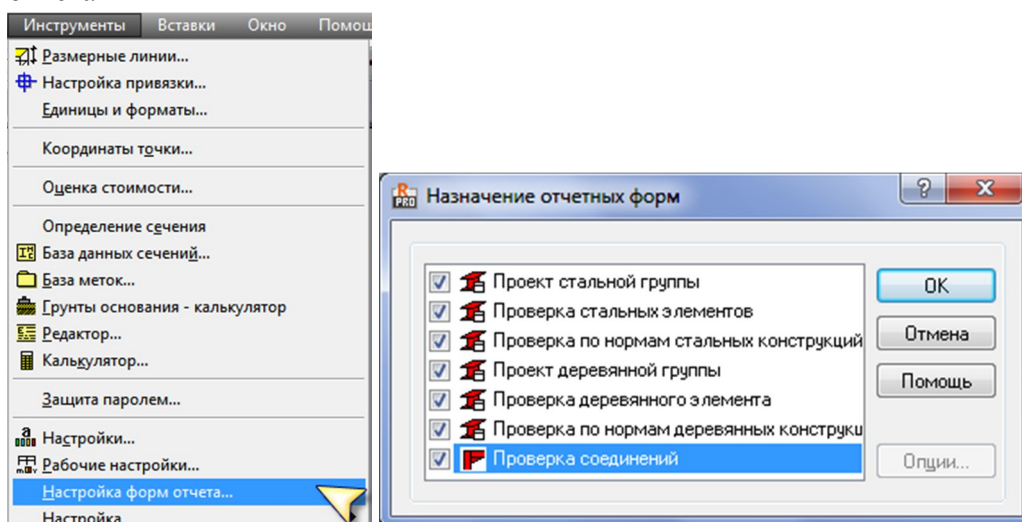 Инструменты Вставки Окно
Размерные линии...
Настройка привязки...
Единицы и форматы...
Координаты точки...
Оценка стоимости...
Определение сечения
База данных сечений...
База меток...
Грунты основания - калькулятор
Редактор...
Калькулятор...
Защита паролем...
Настройки...
Рабочие настройки...
Настройка форм отчета...
Настройка
R PRO Назначение отчетных форм
Проект стальной группы
Проверка стальных элементов
Проверка по нормам стальных конструкций
Проект деревянной группы
Проверка деревянного элемента
Проверка по нормам деревянных конструкц
Проверка соединений
OK
Отмена
Помощь
Опции...